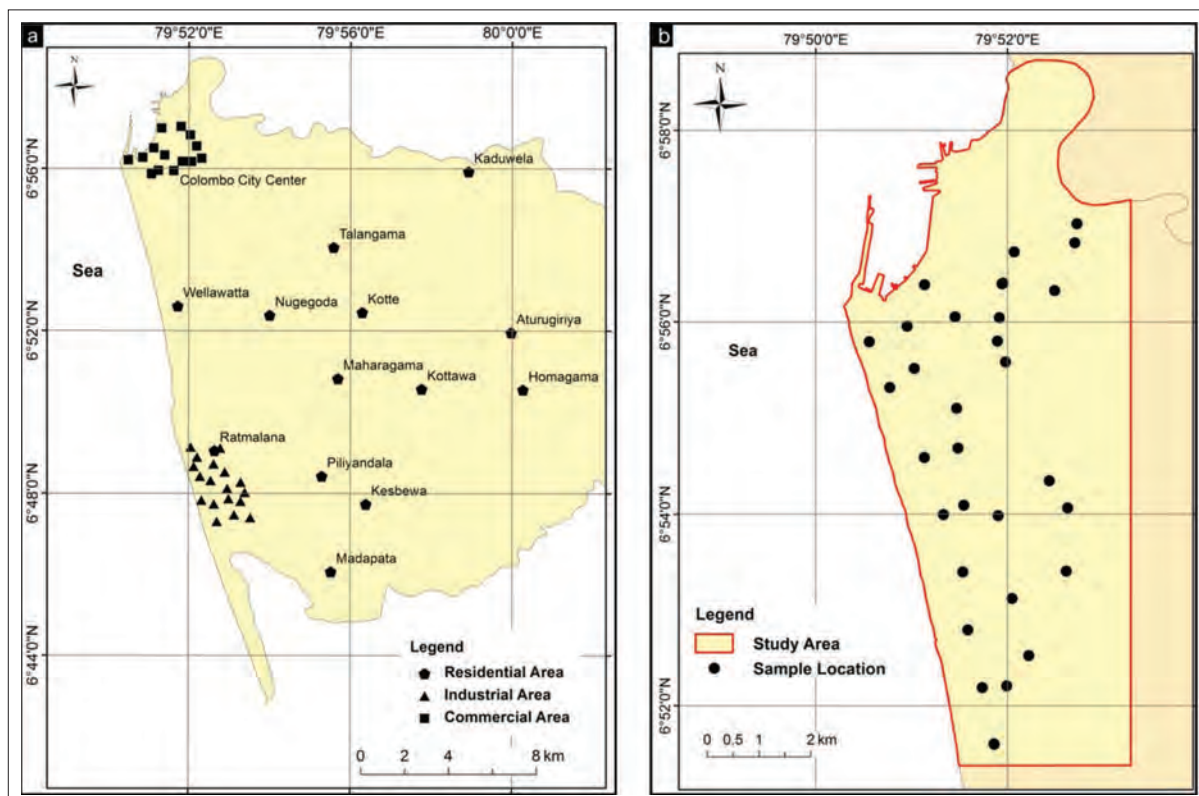 a
79°52'0"E 79°56'0"E 80°0'0"E
N
6°56'0"N
6°52'0"N
6°48'0"N
6°44'0"N
Colombo City Center
Kaduwela
Talangama
Sea
Wellawatta
Nugegoda
Kotte
Aturugiriya
Maharagama
Kottawa
Homagama
Ratmalana
Piliyandala
Kesbewa
Madapata
Legend
Residential Area
Industrial Area
Commercial Area
0 2 4 8 km
b
79°50'0"E 79°52'0"E
N
6°58'0"N
6°56'0"N
6°54'0"N
6°52'0"N
Sea
Legend
Study Area
Sample Location
0 0,5 1 2 km